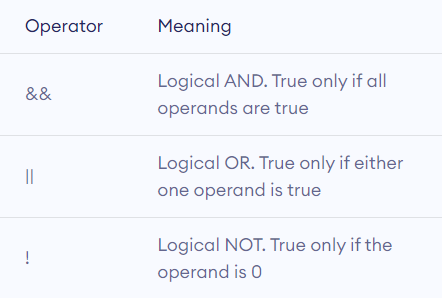 Operator Meaning
&& Logical AND. True only if all
operands are true
|| Logical OR. True only if either
one operand is true
! Logical NOT. True only if the
operand is 0